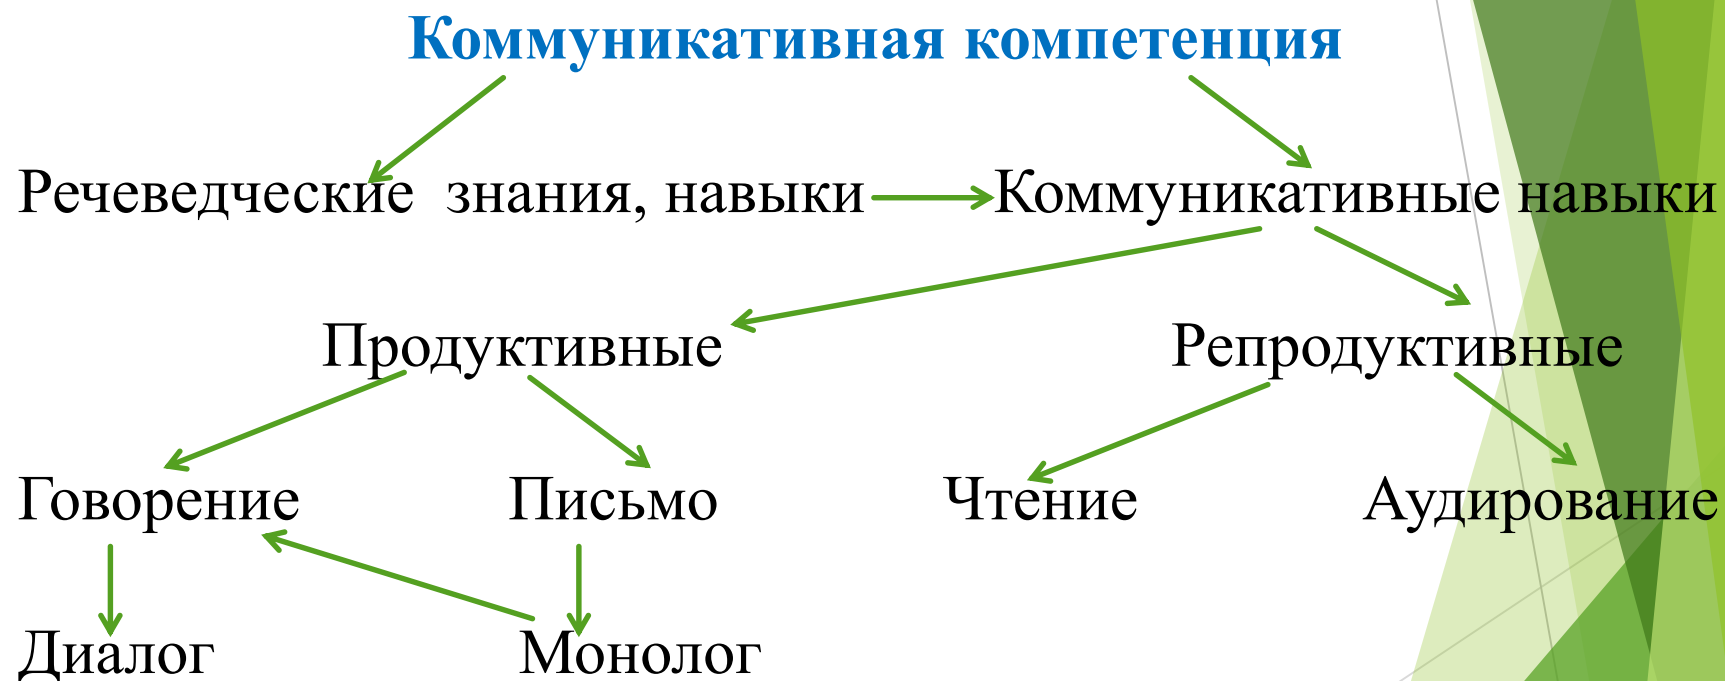 Коммуникативная компетенция
Речеведческие знания, навыки Коммуникативные навыки
Продуктивные Репродуктивные
Говорение Письмо Чтение Аудирование
Диалог Монолог